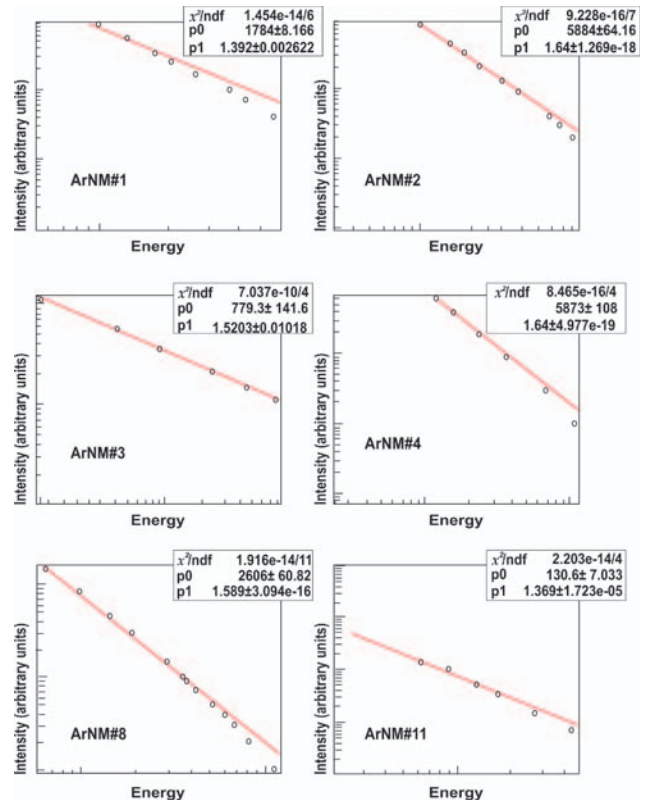 χ²/ndf 1.454e-14/6
p0 1784±8.166
p1 1.392±0.002622
Intensity (arbitrary units)
ArNM#1
Energy
χ²/ndf 9.228e-16/7
p0 5884±64.16
p1 1.64±1.269e-18
Intensity (arbitrary units)
ArNM#2
Energy
χ²/ndf 7.037e-10/4
p0 779.3± 141.6
p1 1.5203±0.01018
Intensity (arbitrary units)
ArNM#3
Energy
χ²/ndf 8.465e-16/4
5873± 108
1.64±4.977e-19
Intensity (arbitrary units)
ArNM#4
Energy
χ²/ndf 1.916e-14/11
p0 2606± 60.82
p1 1.589±3.094e-16
Intensity (arbitrary units)
ArNM#8
Energy
χ²/ndf 2.203e-14/4
p0 130.6± 7.033
p1 1.369±1.723e-05
Intensity (arbitrary units)
ArNM#11
Energy